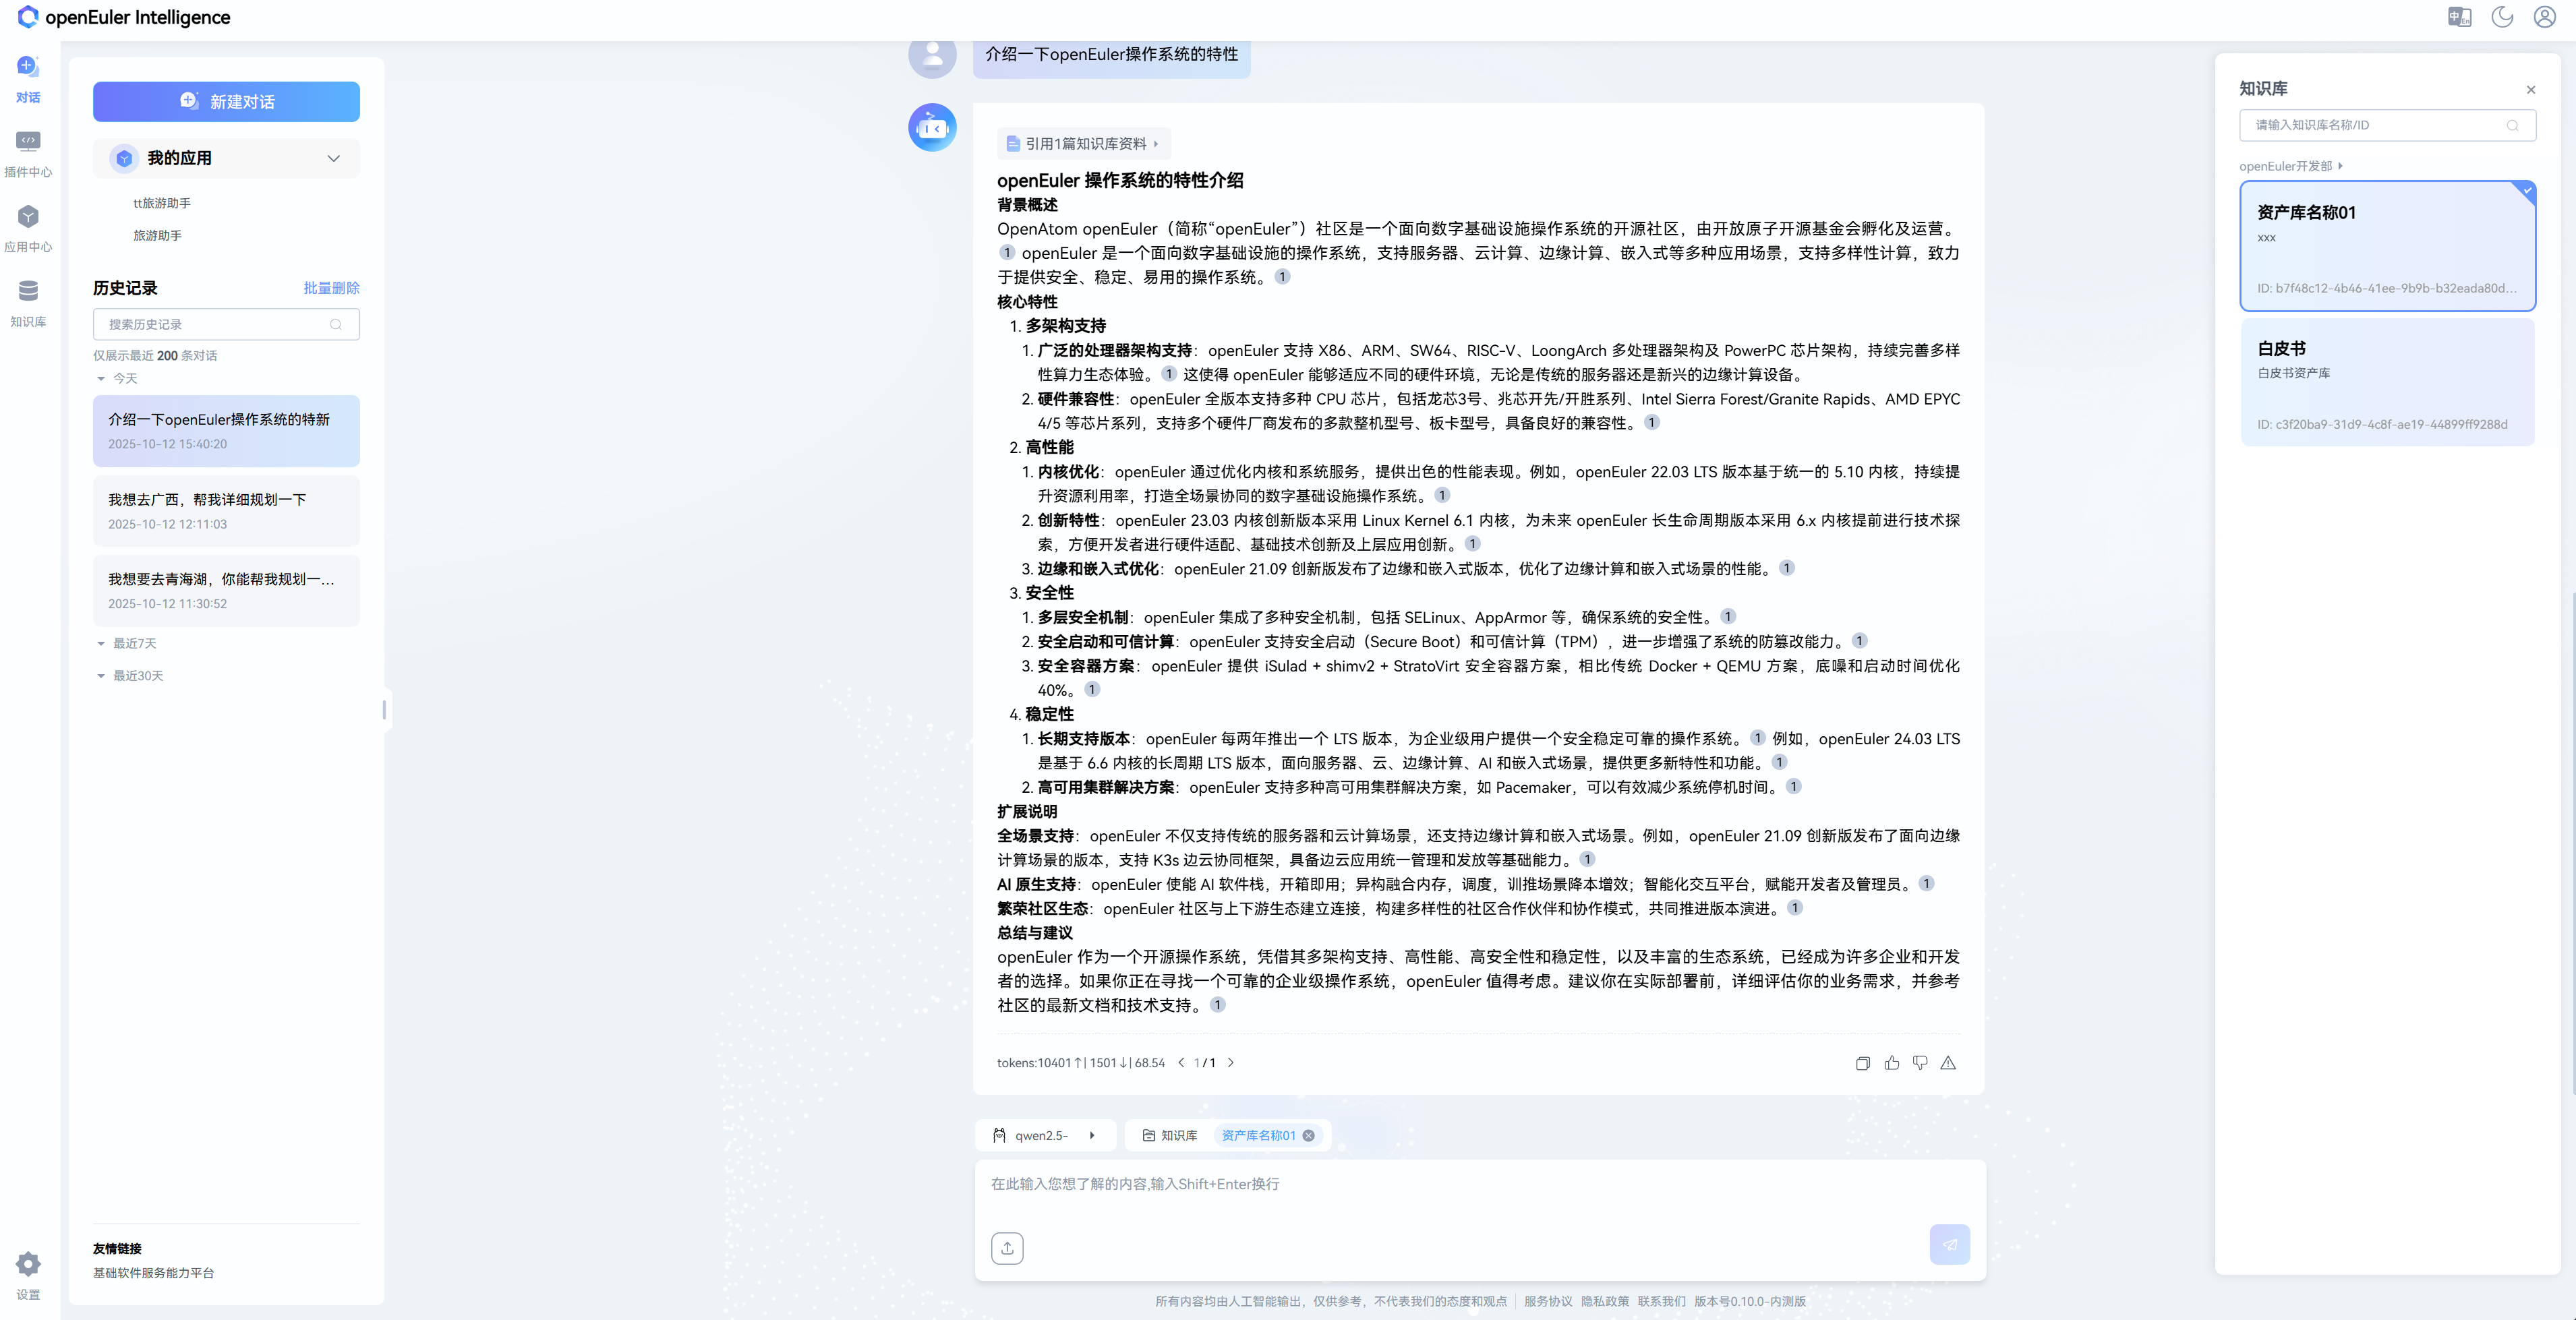 openEuler Intelligence
对话
插件中心
应用中心
知识库
设置
新建对话
我的应用
tt旅游助手
旅游助手
历史记录
批量删除
搜索历史记录
仅展示最近 200 条对话
今天
介绍一下openEuler操作系统的特新
2025-10-12 15:40:20
我想去广西，帮我详细规划一下
2025-10-12 12:11:03
我想要去青海湖，你能帮我规划一...
2025-10-12 11:30:52
最近7天
最近30天
友情链接
基础软件服务能力平台
介绍一下openEuler操作系统的特性
引用1篇知识库资料
openEuler 操作系统的特性介绍
背景概述
OpenAtom openEuler（简称“openEuler”）社区是一个面向数字基础设施操作系统的开源社区，由开放原子开源基金会孵化及运营。
1 openEuler 是一个面向数字基础设施的操作系统，支持服务器、云计算、边缘计算、嵌入式等多种应用场景，支持多样性计算，致力
于提供安全、稳定、易用的操作系统。 1
核心特性
1. 多架构支持
1. 广泛的处理器架构支持：openEuler 支持 X86、ARM、SW64、RISC-V、LoongArch 多处理器架构及 PowerPC 芯片架构，持续完善多样
性算力生态体验。 1 这使得 openEuler 能够适应不同的硬件环境，无论是传统的服务器还是新兴的边缘计算设备。
2. 硬件兼容性：openEuler 全版本支持多种 CPU 芯片，包括龙芯3号、兆芯开先/开胜系列、Intel Sierra Forest/Granite Rapids、AMD EPYC
4/5 等芯片系列，支持多个硬件厂商发布的多款整机型号、板卡型号，具备良好的兼容性。 1
2. 高性能
1. 内核优化：openEuler 通过优化内核和系统服务，提供出色的性能表现。例如，openEuler 22.03 LTS 版本基于统一的 5.10 内核，持续提
升资源利用率，打造全场景协同的数字基础设施操作系统。 1
2. 创新特性：openEuler 23.03 内核创新版本采用 Linux Kernel 6.1 内核，为未来 openEuler 长生命周期版本采用 6.x 内核提前进行技术探
索，方便开发者进行硬件适配、基础技术创新及上层应用创新。 1
3. 边缘和嵌入式优化：openEuler 21.09 创新版发布了边缘和嵌入式版本，优化了边缘计算和嵌入式场景的性能。 1
3. 安全性
1. 多层安全机制：openEuler 集成了多种安全机制，包括 SELinux、AppArmor 等，确保系统的安全性。 1
2. 安全启动和可信计算：openEuler 支持安全启动（Secure Boot）和可信计算（TPM），进一步增强了系统的防篡改能力。 1
3. 安全容器方案：openEuler 提供 iSulad + shimv2 + StratoVirt 安全容器方案，相比传统 Docker + QEMU 方案，底噪和启动时间优化
40%。 1
4. 稳定性
1. 长期支持版本：openEuler 每两年推出一个 LTS 版本，为企业级用户提供一个安全稳定可靠的操作系统。 1 例如，openEuler 24.03 LTS
是基于 6.6 内核的长周期 LTS 版本，面向服务器、云、边缘计算、AI 和嵌入式场景，提供更多新特性和功能。 1
2. 高可用集群解决方案：openEuler 支持多种高可用集群解决方案，如 Pacemaker，可以有效减少系统停机时间。 1
扩展说明
全场景支持：openEuler 不仅支持传统的服务器和云计算场景，还支持边缘计算和嵌入式场景。例如，openEuler 21.09 创新版发布了面向边缘
计算场景的版本，支持 K3s 边云协同框架，具备边云应用统一管理和发放等基础能力。 1
AI 原生支持：openEuler 使能 AI 软件栈，开箱即用；异构融合内存，调度，训推场景降本增效；智能化交互平台，赋能开发者及管理员。 1
繁荣社区生态：openEuler 社区与上下游生态建立连接，构建多样性的社区合作伙伴和协作模式，共同推进版本演进。 1
总结与建议
openEuler 作为一个开源操作系统，凭借其多架构支持、高性能、高安全性和稳定性，以及丰富的生态系统，已经成为许多企业和开发
者的选择。如果你正在寻找一个可靠的企业级操作系统，openEuler 值得考虑。建议你在实际部署前，详细评估你的业务需求，并参考
社区的最新文档和技术支持。 1
tokens:10401↑| 1501↓| 68.54 1 / 1
qwen2.5-
知识库
资产库名称01
在此输入您想了解的内容,输入Shift+Enter换行
所有内容均由人工智能输出，仅供参考，不代表我们的态度和观点
服务协议 隐私政策 联系我们 版本号0.10.0-内测版
知识库
请输入知识库名称/ID
openEuler开发部
资产库名称01
xxx
ID: b7f48c12-4b46-41ee-9b9b-b32eada80d...
白皮书
白皮书资产库
ID: c3f20ba9-31d9-4c8f-ae19-44899ff9288d